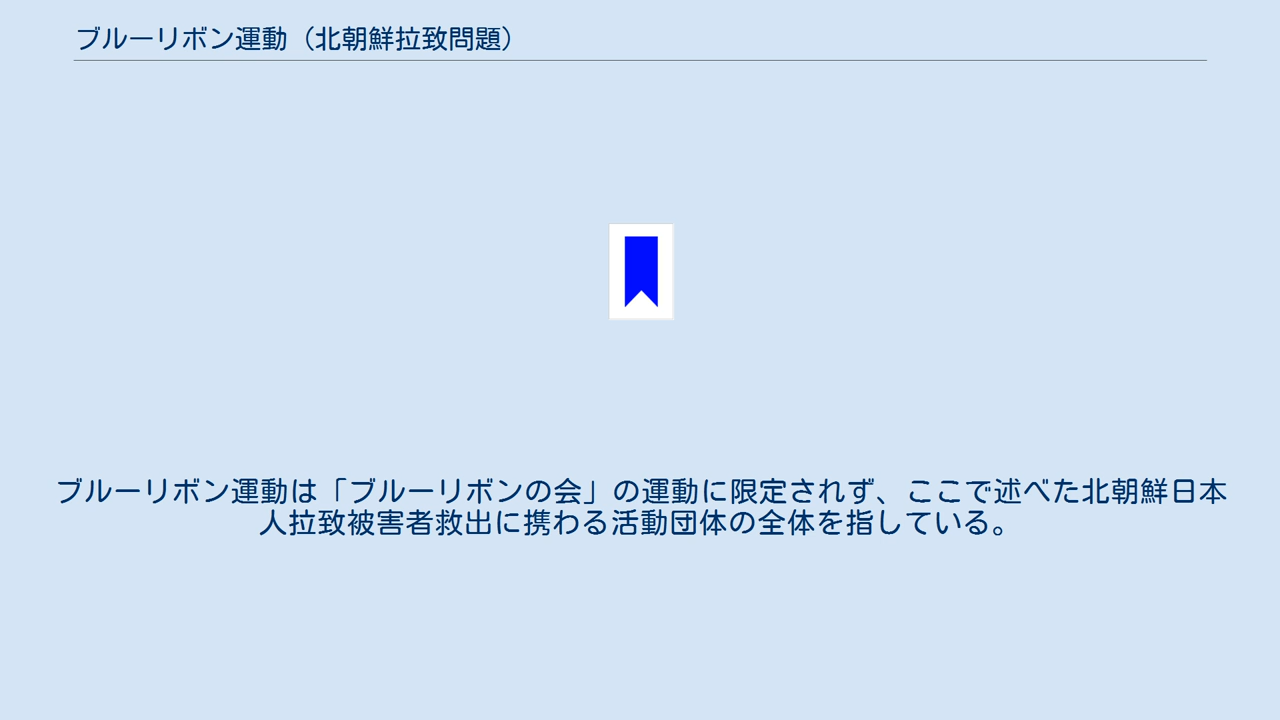 ブルーリボン運動（北朝鮮拉致問題）
ブルーリボン運動は「ブルーリボンの会」の運動に限定されず、ここで述べた北朝鮮日本
人拉致被害者救出に携わる活動団体の全体を指している。